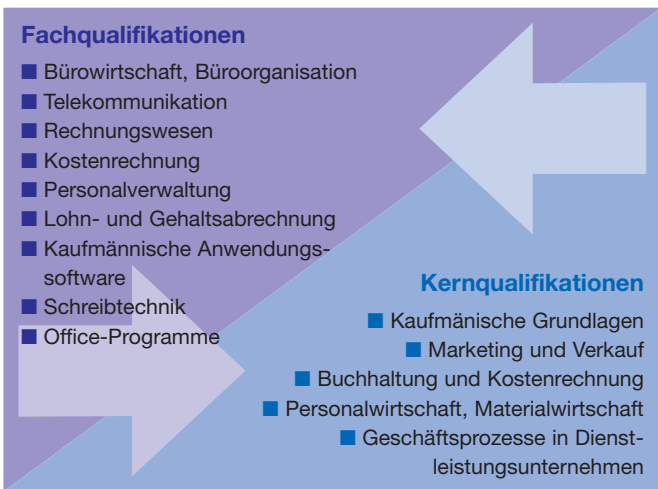 Fachqualifikationen
■ Bürowirtschaft, Büroorganisation
■ Telekommunikation
■ Rechnungswesen
■ Kostenrechnung
■ Personalverwaltung
■ Lohn- und Gehaltsabrechnung
■ Kaufmännische Anwendungs-
software
■ Schreibtechnik
■ Office-Programme
Kernqualifikationen
■ Kaufmänische Grundlagen
■ Marketing und Verkauf
■ Buchhaltung und Kostenrechnung
■ Personalwirtschaft, Materialwirtschaft
■ Geschäftsprozesse in Dienst-
leistungsunternehmen